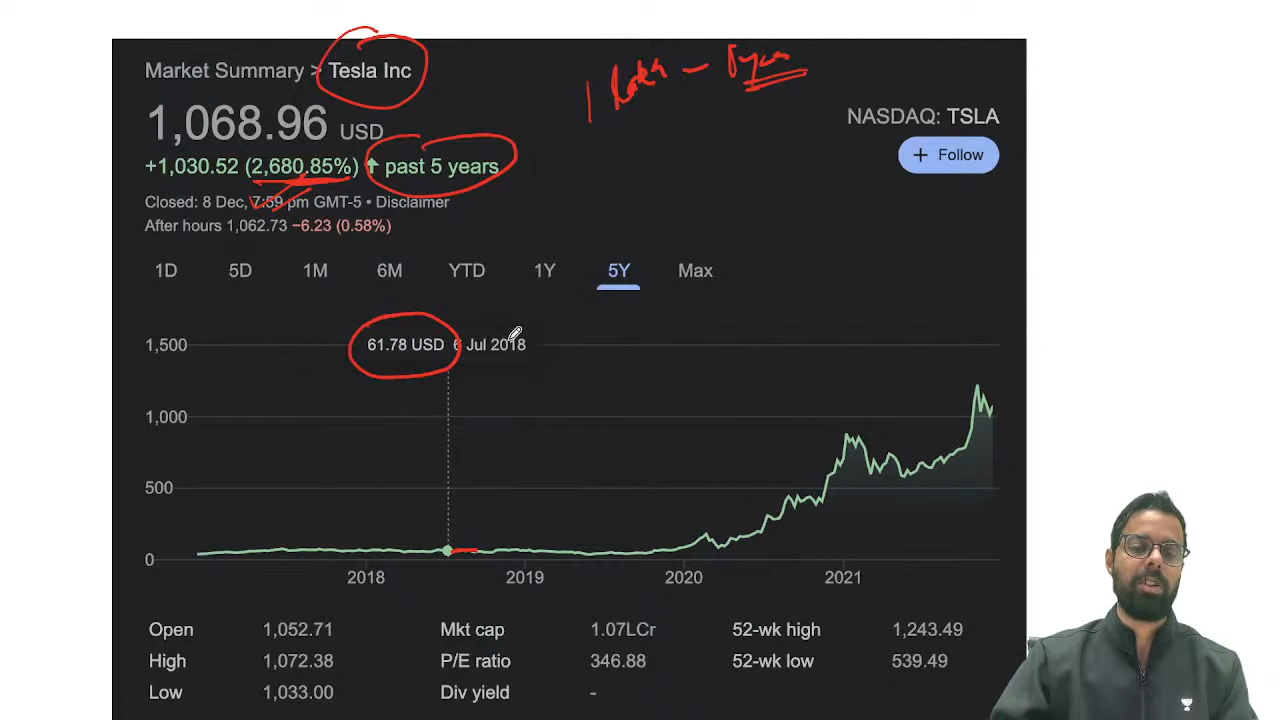 Market Summary > Tesla Inc
1 Lakh – 5 years
1,068.96 USD
NASDAQ: TSLA
+1,030.52 (2,680.85%) ↑ past 5 years
+ Follow
Closed: 8 Dec, 7:59 pm GMT-5 • Disclaimer
After hours 1,062.73 −6.23 (0.58%)
1D 5D 1M 6M YTD 1Y 5Y Max
61.78 USD 6 Jul 2018
1,500
1,000
500
0
2018 2019 2020 2021
Open 1,052.71 Mkt cap 1.07LCr 52-wk high 1,243.49
High 1,072.38 P/E ratio 346.88 52-wk low 539.49
Low 1,033.00 Div yield -